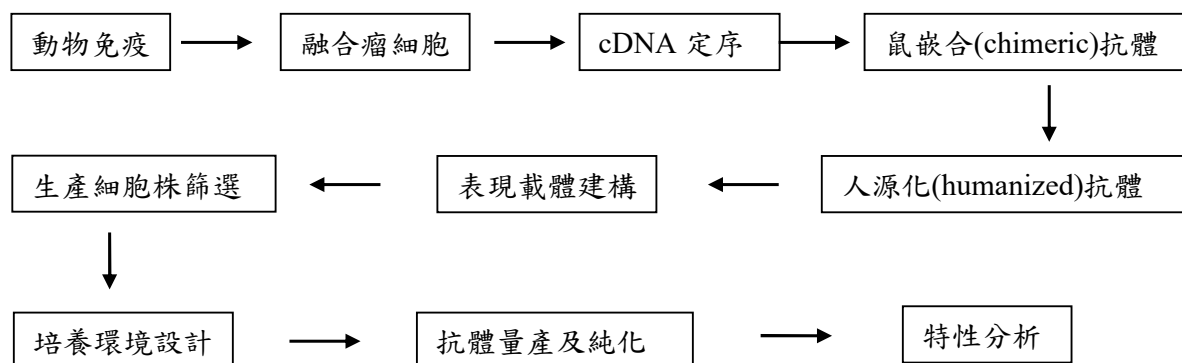 動物免疫
融合瘤細胞
cDNA 定序
鼠嵌合(chimeric)抗體
人源化(humanized)抗體
表現載體建構
生產細胞株篩選
培養環境設計
抗體量產及純化
特性分析